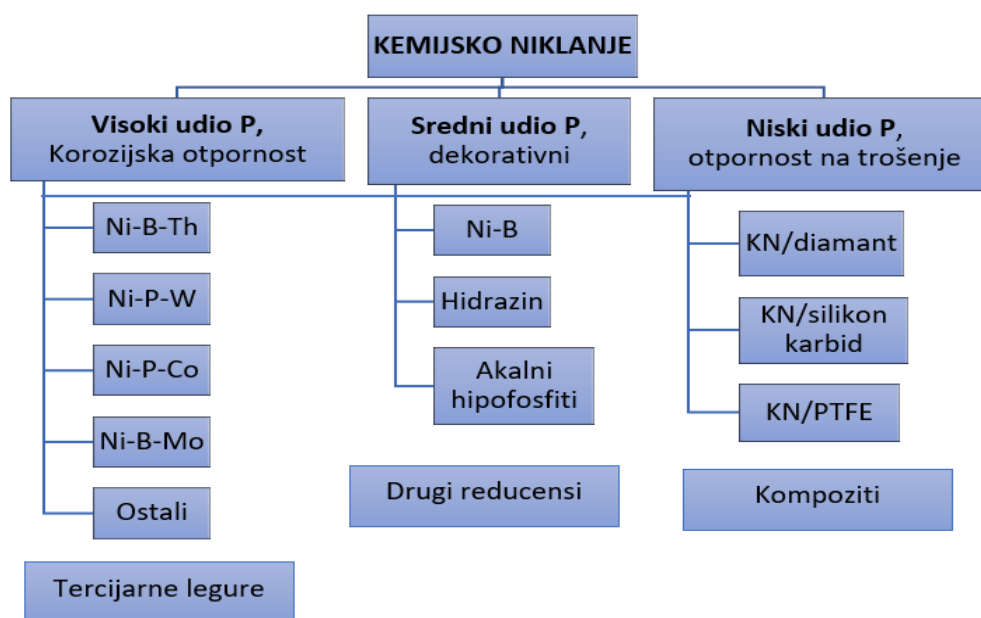 KEMIJSKO NIKLANJE
Visoki udio P,
Korozijska otpornost
Sredni udio P,
dekorativni
Niski udio P,
otpornost na trošenje
Ni-B-Th
Ni-P-W
Ni-P-Co
Ni-B-Mo
Ostali
Tercijarne legure
Ni-B
Hidrazin
Akalni
hipofosfiti
Drugi reducensi
KN/diamant
KN/silikon
karbid
KN/PTFE
Kompoziti